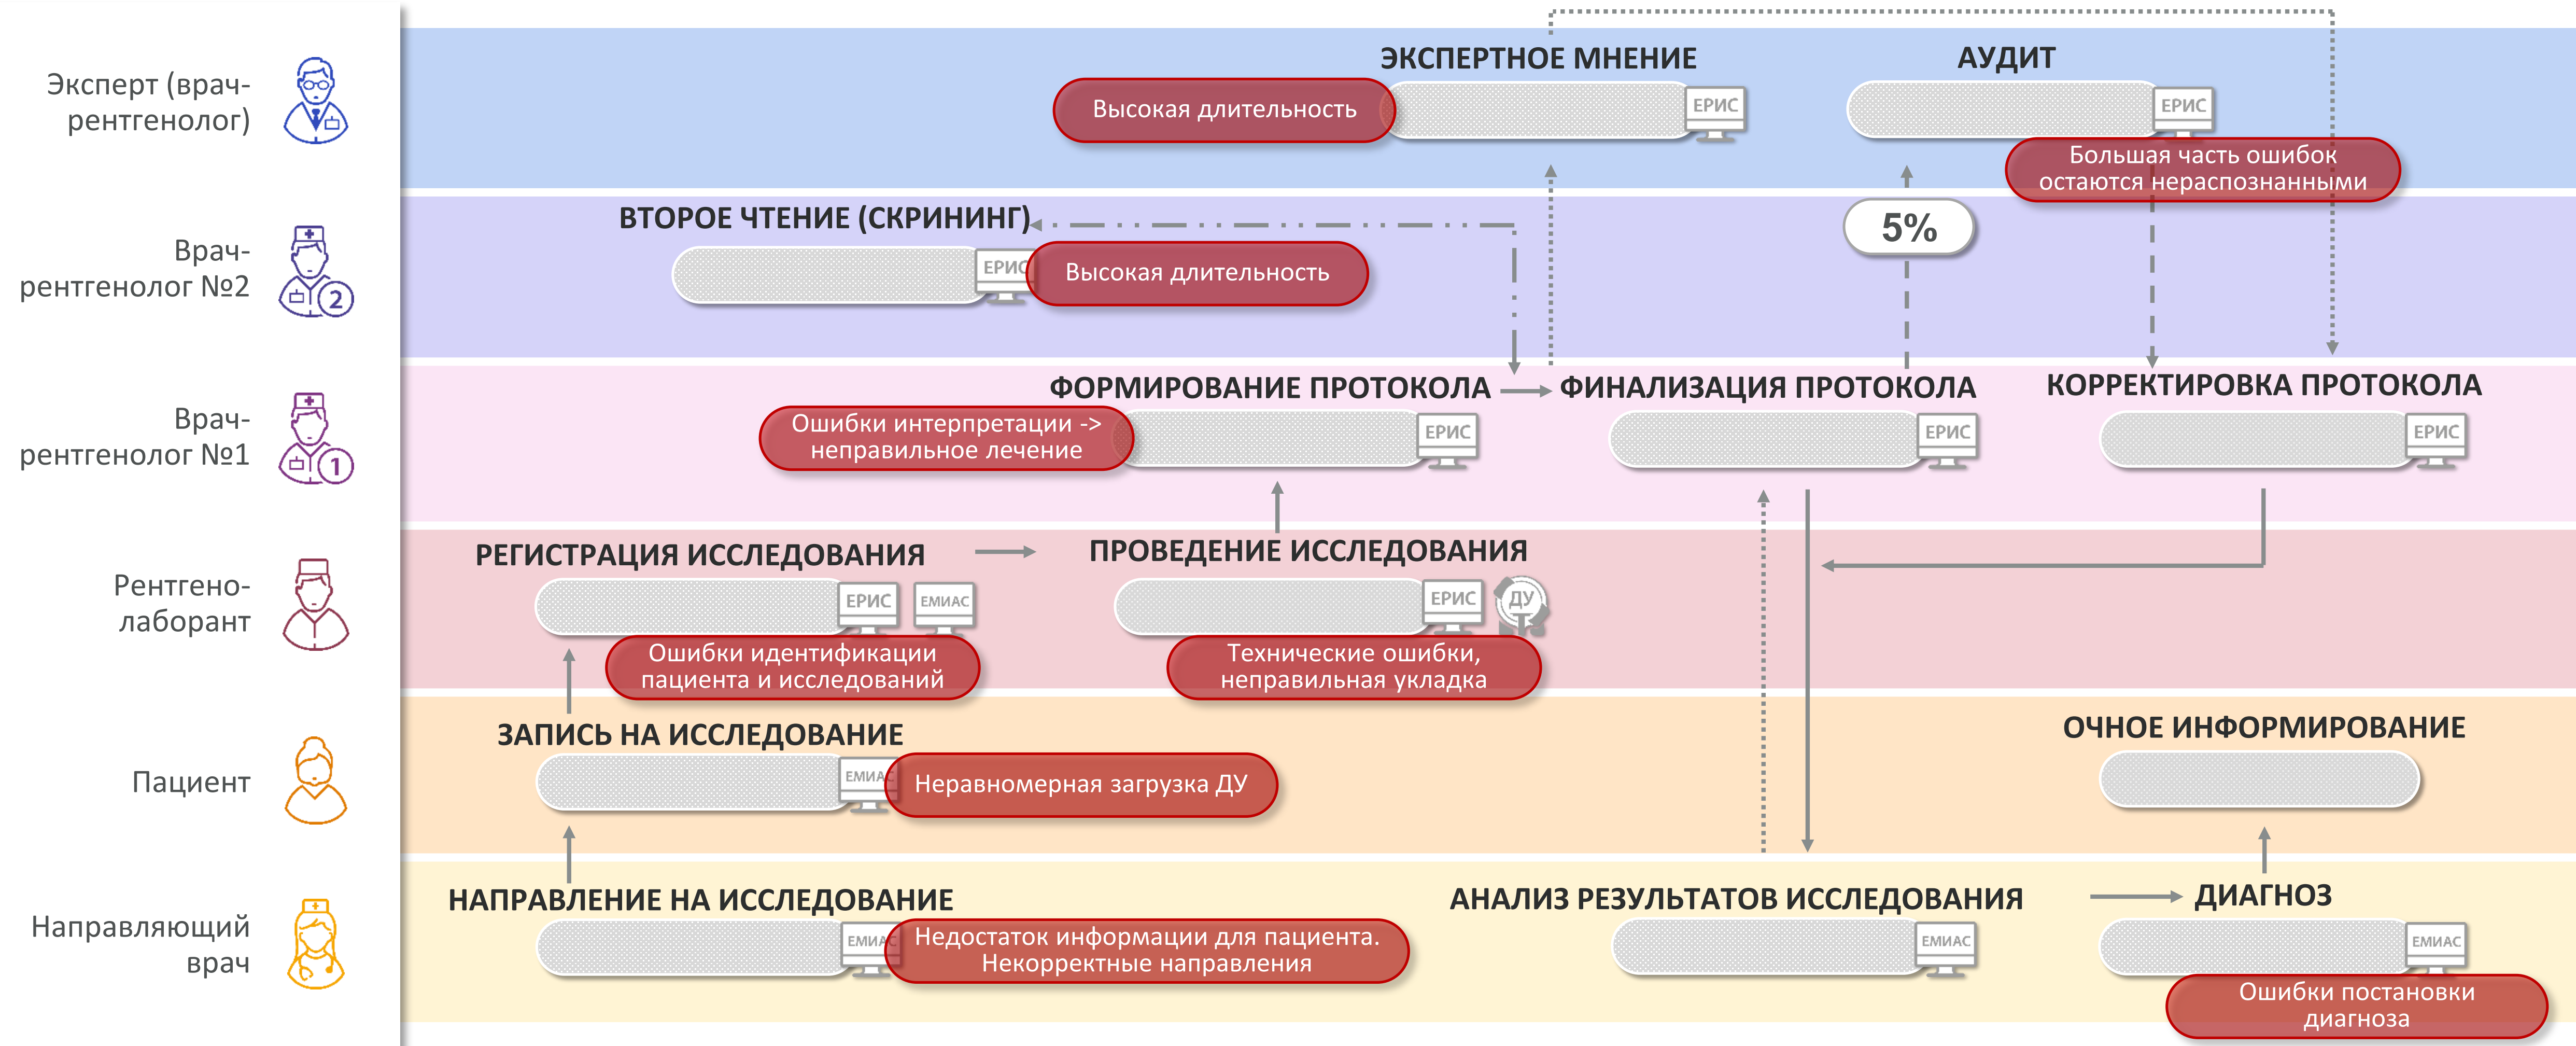 Эксперт (врач-
рентгенолог)
ЭКСПЕРТНОЕ МНЕНИЕ
Высокая длительность
ЕРИС
АУДИТ
ЕРИС
Большая часть ошибок
остаются нераспознанными
Врач-
рентгенолог №2
2
ВТОРОЕ ЧТЕНИЕ (СКРИНИНГ)
ЕРИС
Высокая длительность
5%
Врач-
рентгенолог №1
1
ФОРМИРОВАНИЕ ПРОТОКОЛА
Ошибки интерпретации ->
неправильное лечение
ЕРИС
ФИНАЛИЗАЦИЯ ПРОТОКОЛА
ЕРИС
КОРРЕКТИРОВКА ПРОТОКОЛА
ЕРИС
Рентгено-
лаборант
РЕГИСТРАЦИЯ ИССЛЕДОВАНИЯ
ЕРИС
ЕМИАС
Ошибки идентификации
пациента и исследований
ПРОВЕДЕНИЕ ИССЛЕДОВАНИЯ
ЕРИС
ДУ
Технические ошибки,
неправильная укладка
Пациент
ЗАПИСЬ НА ИССЛЕДОВАНИЕ
ЕМИАС
Неравномерная загрузка ДУ
ОЧНОЕ ИНФОРМИРОВАНИЕ
Направляющий
врач
НАПРАВЛЕНИЕ НА ИССЛЕДОВАНИЕ
ЕМИАС
Недостаток информации для пациента.
Некорректные направления
АНАЛИЗ РЕЗУЛЬТАТОВ ИССЛЕДОВАНИЯ
ЕМИАС
ДИАГНОЗ
ЕМИАС
Ошибки постановки
диагноза